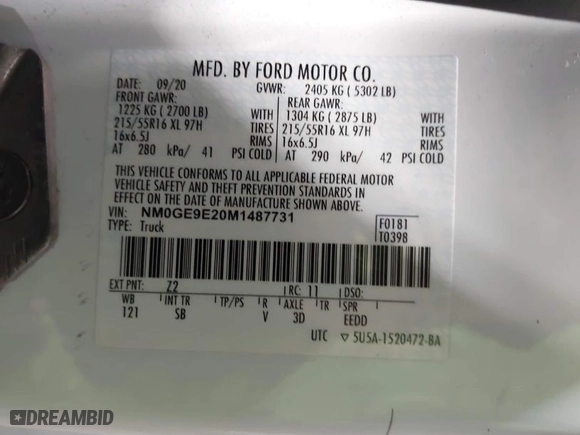 MFD. BY FORD MOTOR CO.
DATE: 09/20 GVWR: 2405 KG ( 5302 LB)
FRONT GAWR: REAR GAWR:
1225 KG ( 2700 LB) WITH 1304 KG ( 2875 LB) WITH
215/55R16 XL 97H TIRES 215/55R16 XL 97H TIRES
16x6.5J RIMS 16x6.5J RIMS
AT 280 kPa/ 41 PSI COLD AT 290 kPa/ 42 PSI COLD
THIS VEHICLE CONFORMS TO ALL APPLICABLE FEDERAL MOTOR
VEHICLE SAFETY AND THEFT PREVENTION STANDARDS IN
EFFECT ON THE DATE OF MANUFACTURE SHOWN ABOVE.
VIN: NM0GE9E20M1487731 F0181
TYPE: Truck T0398
EXT PNT: Z2 RC: 11 DSO:
WB INT TR TP/PS R AXLE TR SPR
121 SB V 3D EEDD
UTC ▽ 5U5A-1520472-BA
DREAMBID